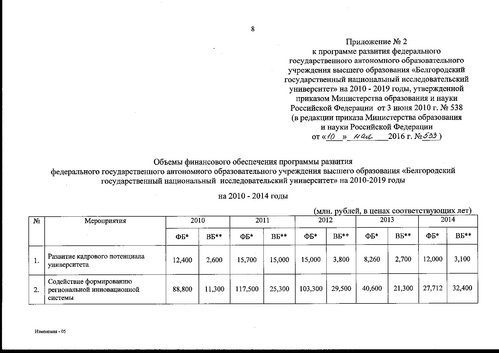 8
Приложение № 2
к программе развития федерального
государственного автономного образовательного
учреждения высшего образования «Белгородский
государственный национальный исследовательский
университет» на 2010 - 2019 годы, утвержденной
приказом Министерства образования и науки
Российской Федерации от 3 июня 2010 г. № 538
(в редакции приказа Министерства образования
и науки Российской Федерации
от «10 » мая 2016 г. № 533 )
Объемы финансового обеспечения программы развития
федерального государственного автономного образовательного учреждения высшего образования «Белгородский
государственный национальный исследовательский университет» на 2010-2019 годы
на 2010 - 2014 годы
(млн. рублей, в ценах соответствующих лет)
№ Мероприятия 2010 2011 2012 2013 2014
ФБ* ВБ** ФБ* ВБ** ФБ* ВБ** ФБ* ВБ** ФБ* ВБ**
1. Развитие кадрового потенциала университета 12,400 2,600 15,700 15,000 15,000 3,800 8,260 2,700 12,000 3,100
2. Содействие формированию региональной инновационной системы 88,800 11,300 117,500 25,300 103,300 29,500 40,600 21,300 27,712 32,400
Изменения - 05